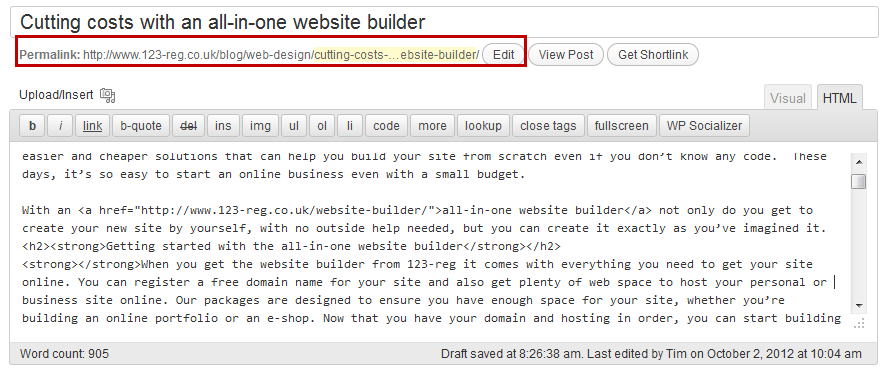 Cutting costs with an all-in-one website builder
Permalink: http://www.123-reg.co.uk/blog/web-design/cutting-costs-…ebsite-builder/ Edit View Post Get Shortlink
Upload/Insert Visual HTML
b i link b-quote del ins img ul ol li code more lookup close tags fullscreen WP Socializer
easier and cheaper solutions that can help you build your site from scratch even if you don’t know any code.  These
days, it’s so easy to start an online business even with a small budget.
With an <a href="http://www.123-reg.co.uk/website-builder/">all-in-one website builder</a> not only do you get to
create your new site by yourself, with no outside help needed, but you can create it exactly as you’ve imagined it.
<h2><strong>Getting started with the all-in-one website builder</strong></h2>
<strong></strong>When you get the website builder from 123-reg it comes with everything you need to get your site
online. You can register a free domain name for your site and also get plenty of web space to host your personal or
business site online. Our packages are designed to ensure you have enough space for your site, whether you’re
building an online portfolio or an e-shop. Now that you have your domain and hosting in order, you can start building
Word count: 905 Draft saved at 8:26:38 am. Last edited by Tim on October 2, 2012 at 10:04 am